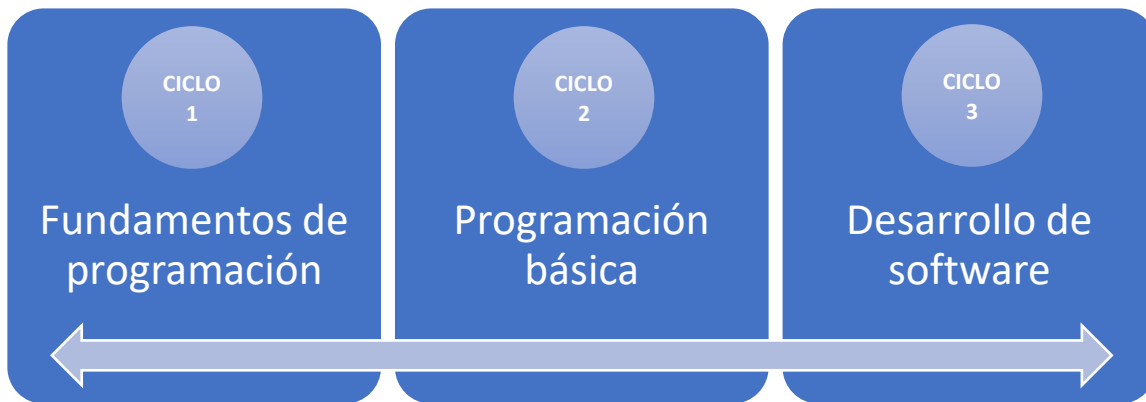 CICLO
1
Fundamentos de
programación
CICLO
2
Programación
básica
CICLO
3
Desarrollo de
software